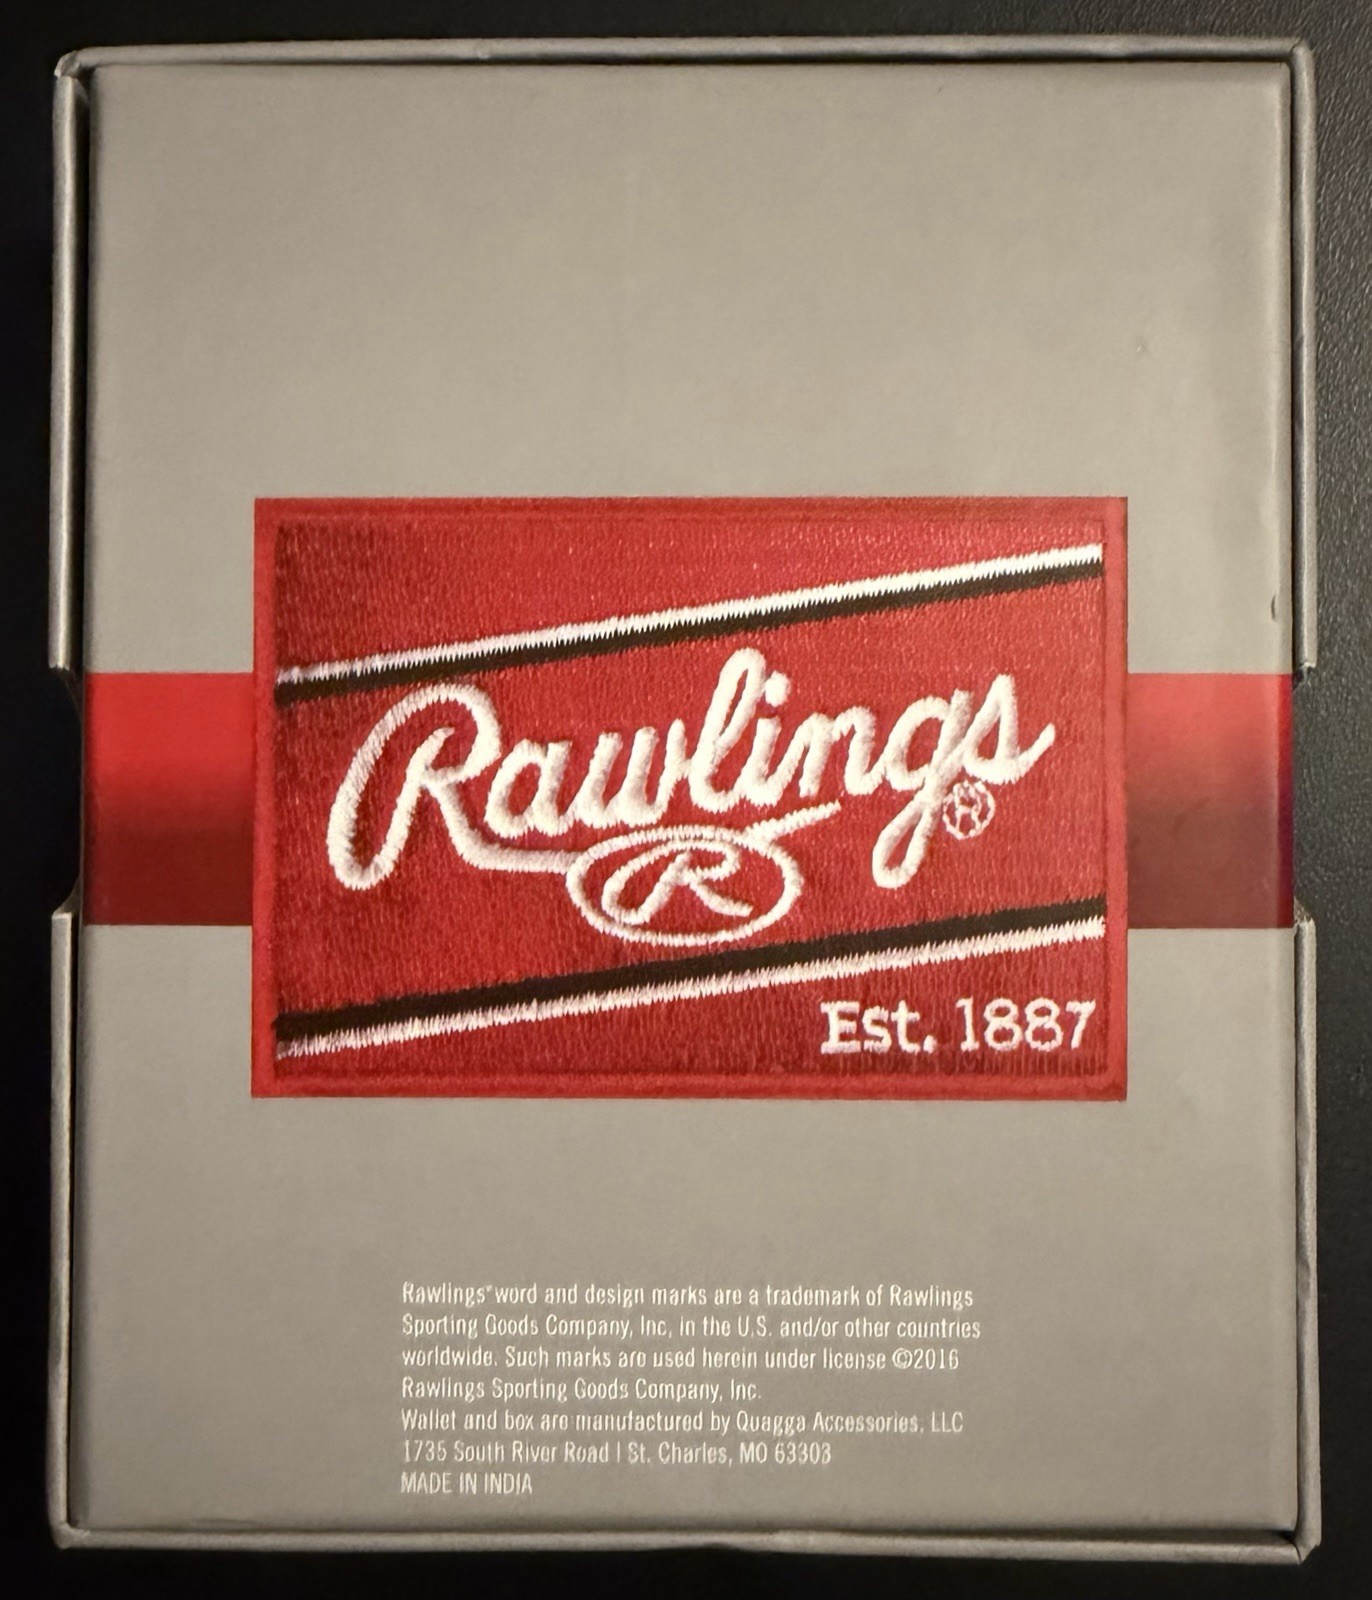 Rawlings®
R
Est. 1887
Rawlings® word and design marks are a trademark of Rawlings
Sporting Goods Company, Inc, in the U.S. and/or other countries
worldwide. Such marks are used herein under license ©2016
Rawlings Sporting Goods Company, Inc.
Wallet and box are manufactured by Quagga Accessories, LLC
1735 South River Road | St. Charles, MO 63303
MADE IN INDIA